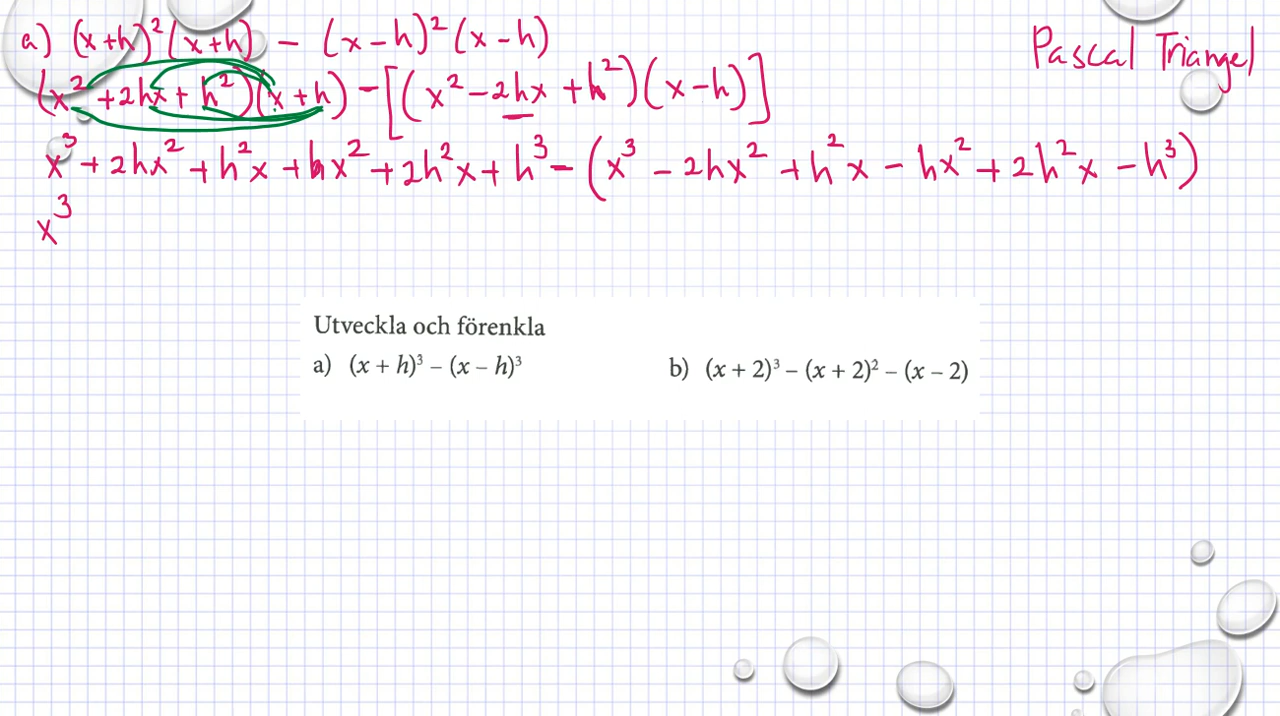 a) (x+h)²(x+h) - (x-h)²(x-h)
Pascal Triangel
(x² + 2hx + h²)(x+h) - [(x² - 2hx + h²)(x-h)]
x³ + 2hx² + h²x + hx² + 2h²x + h³ - (x³ - 2hx² + h²x - hx² + 2h²x - h³)
x³
Utveckla och förenkla
a) (x + h)³ – (x – h)³
b) (x + 2)³ – (x + 2)² – (x – 2)